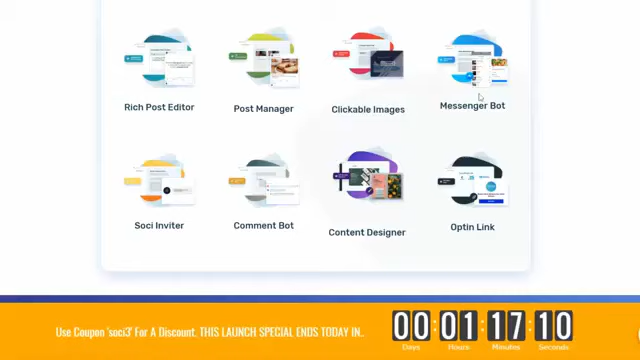 Rich Post Editor
Post Manager
Clickable Images
Messenger Bot
Soci Inviter
Comment Bot
Content Designer
Optin Link
Use Coupon 'soci3' For A Discount. THIS LAUNCH SPECIAL ENDS TODAY IN..
00 : 01 : 17 : 10
Days Hours Minutes Seconds